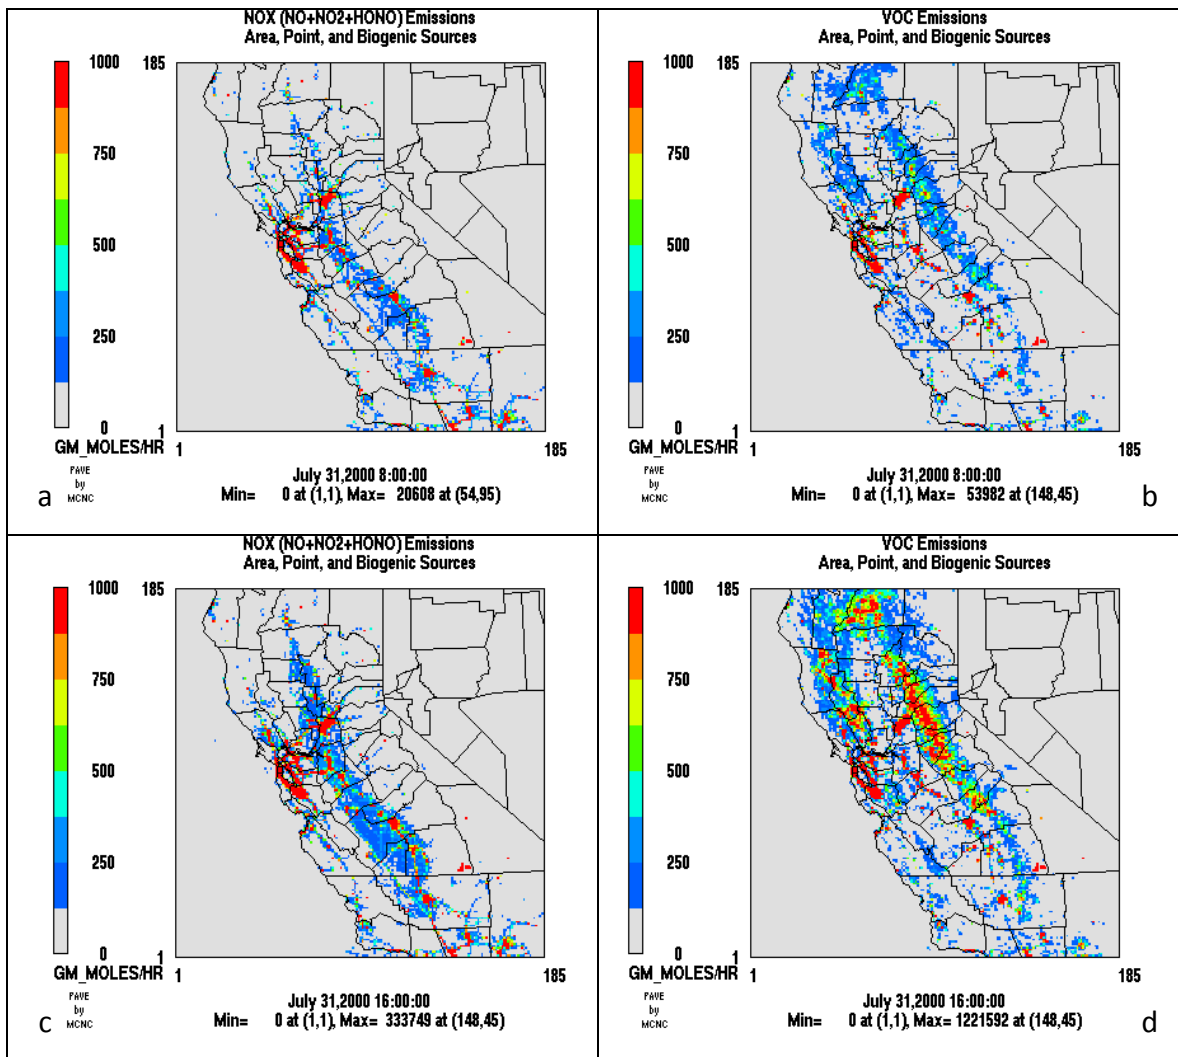 NOX (NO+NO2+HONO) Emissions
Area, Point, and Biogenic Sources
1000
750
500
250
0
GM_MOLES/HR
185
1
1
185
PAVE
by
MCNC
July 31,2000 8:00:00
Min= 0 at (1,1), Max= 20608 at (54,95)
a
VOC Emissions
Area, Point, and Biogenic Sources
1000
750
500
250
0
GM_MOLES/HR
185
1
1
185
PAVE
by
MCNC
July 31,2000 8:00:00
Min= 0 at (1,1), Max= 53982 at (148,45)
b
NOX (NO+NO2+HONO) Emissions
Area, Point, and Biogenic Sources
1000
750
500
250
0
GM_MOLES/HR
185
1
1
185
PAVE
by
MCNC
July 31,2000 16:00:00
Min= 0 at (1,1), Max= 333749 at (148,45)
c
VOC Emissions
Area, Point, and Biogenic Sources
1000
750
500
250
0
GM_MOLES/HR
185
1
1
185
PAVE
by
MCNC
July 31,2000 16:00:00
Min= 0 at (1,1), Max= 1221592 at (148,45)
d